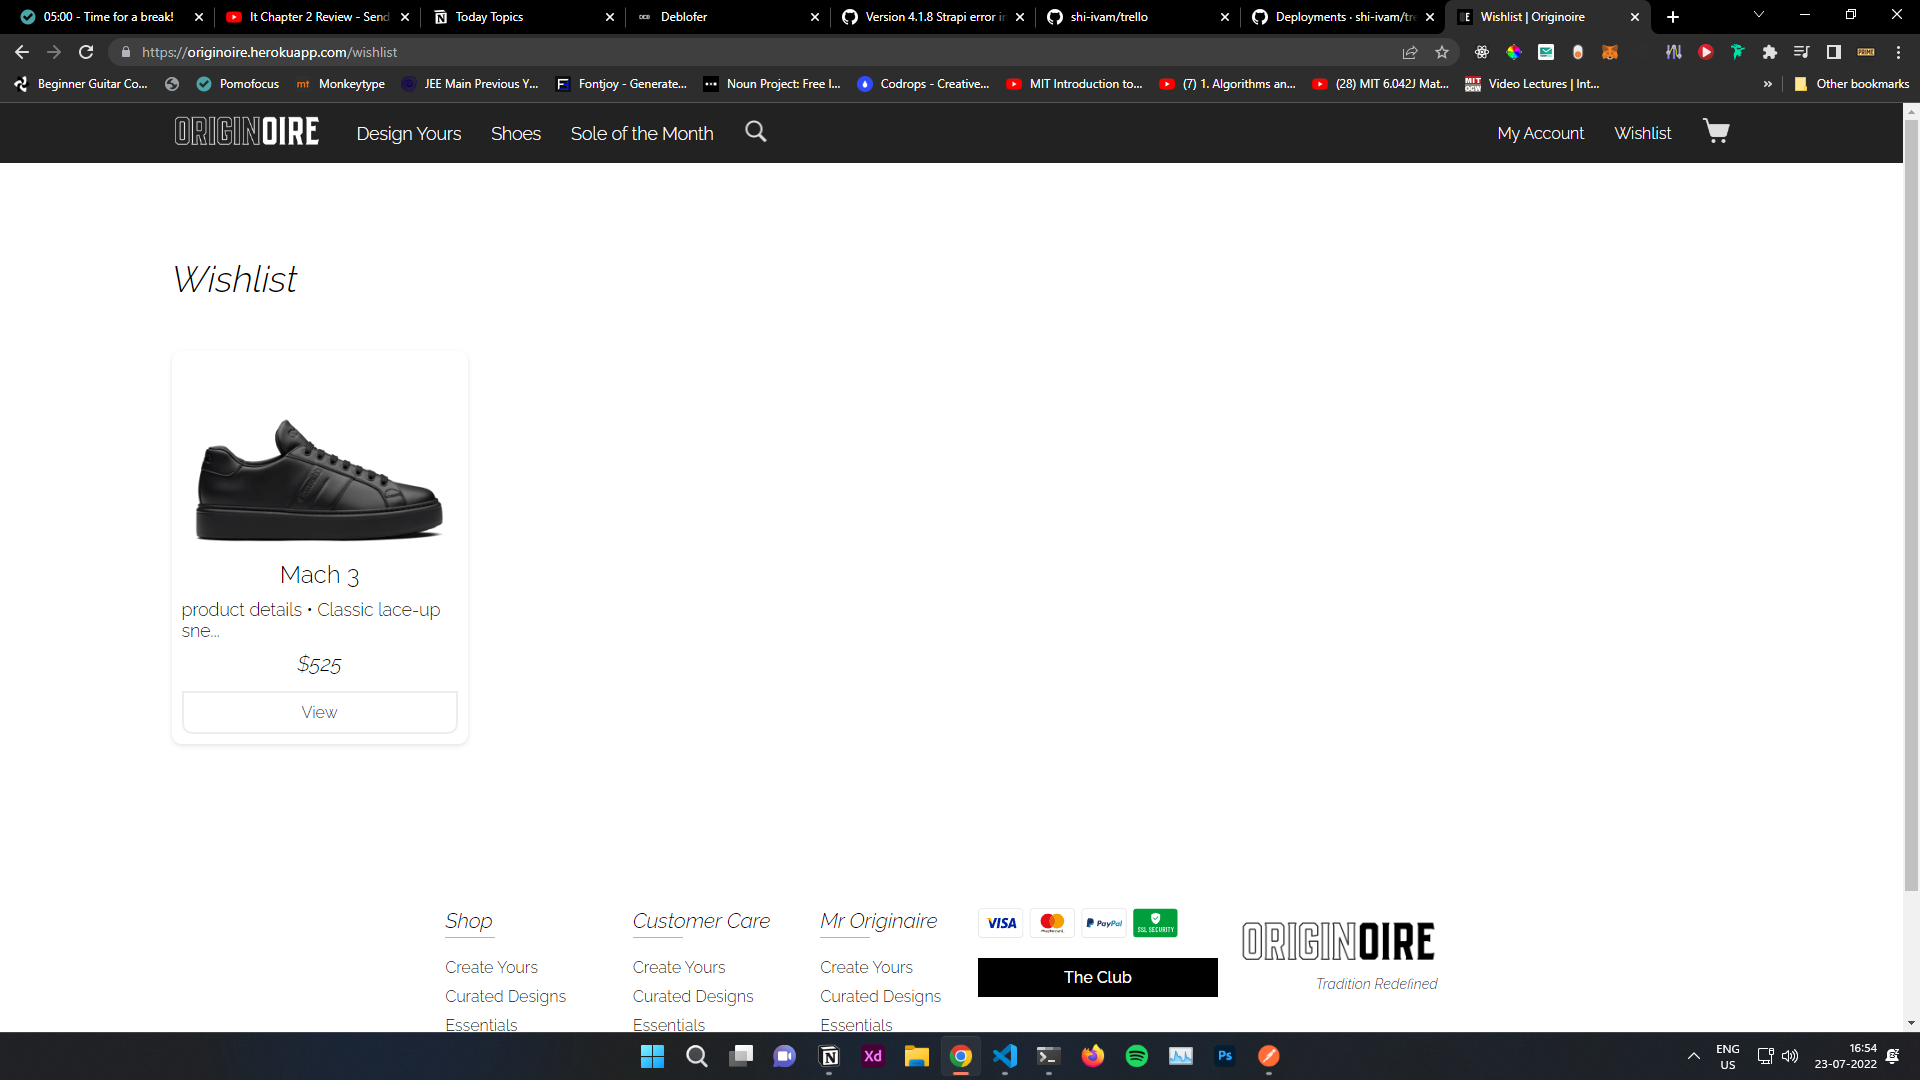 05:00 - Time for a break!
It Chapter 2 Review - Send
Today Topics
Deblofer
Version 4.1.8 Strapi error in
shi-ivam/trello
Deployments · shi-ivam/tre
Wishlist | Originoire
https://originoire.herokuapp.com/wishlist
Beginner Guitar Co...
Pomofocus
mt Monkeytype
JEE Main Previous Y...
Fontjoy - Generate...
Noun Project: Free I...
Codrops - Creative...
MIT Introduction to...
(7) 1. Algorithms an...
(28) MIT 6.042J Mat...
Video Lectures | Int...
»
Other bookmarks
ORIGINOIRE
Design Yours
Shoes
Sole of the Month
My Account
Wishlist
Wishlist
Mach 3
product details • Classic lace-up
sne...
$525
View
Shop
Create Yours
Curated Designs
Essentials
Customer Care
Create Yours
Curated Designs
Essentials
Mr Originaire
Create Yours
Curated Designs
Essentials
VISA
PayPal
SSL SECURITY
The Club
ORIGINOIRE
Tradition Redefined
Xd
Ps
ENG
US
16:54
23-07-2022